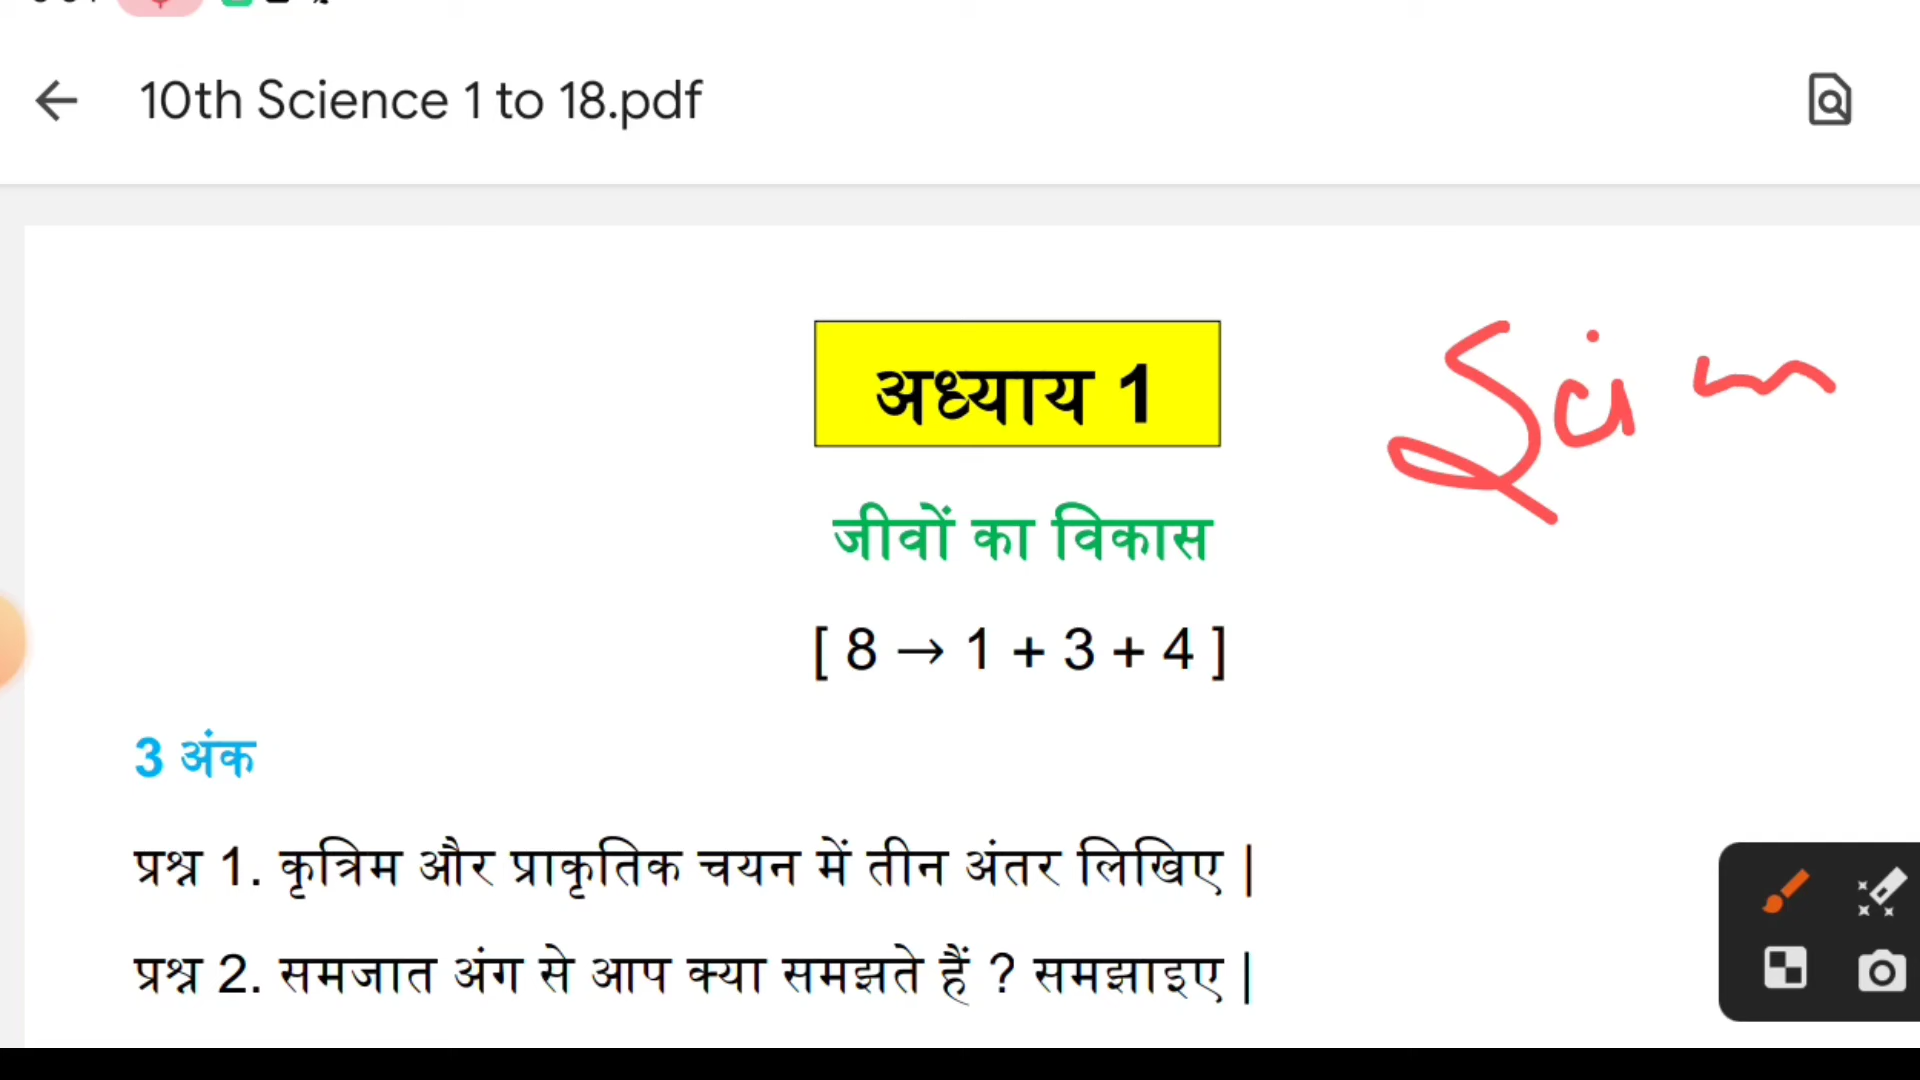 10th Science 1 to 18.pdf
अध्याय 1
जीवों का विकास
[ 8 → 1 + 3 + 4 ]
3 अंक
प्रश्न 1. कृत्रिम और प्राकृतिक चयन में तीन अंतर लिखिए |
प्रश्न 2. समजात अंग से आप क्या समझते हैं ? समझाइए |